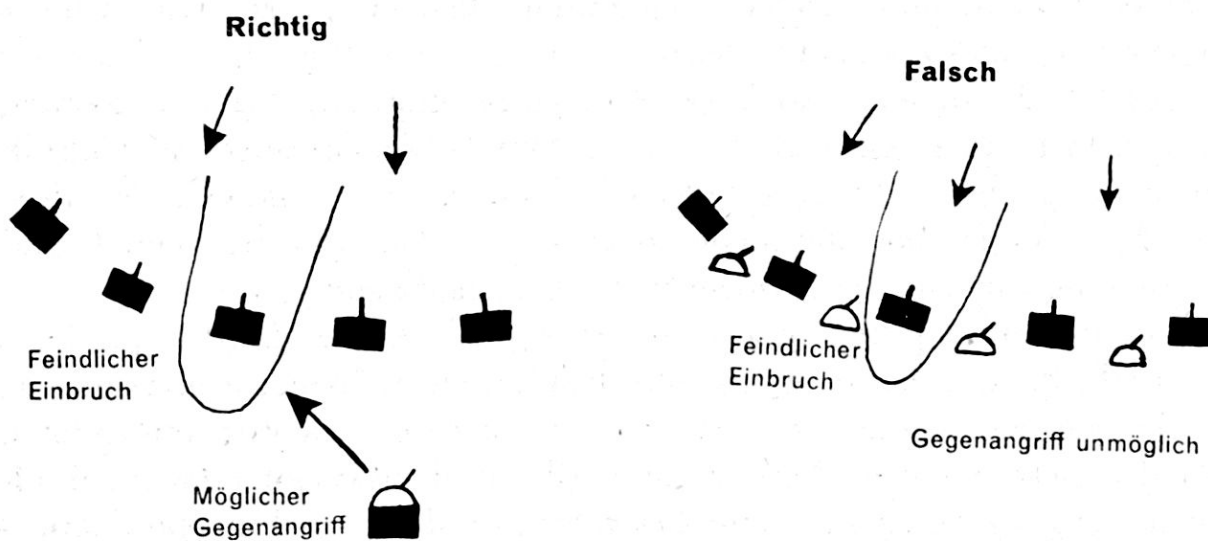 Richtig
Feindlicher
Einbruch
Möglicher
Gegenangriff
Falsch
Feindlicher
Einbruch
Gegenangriff unmöglich